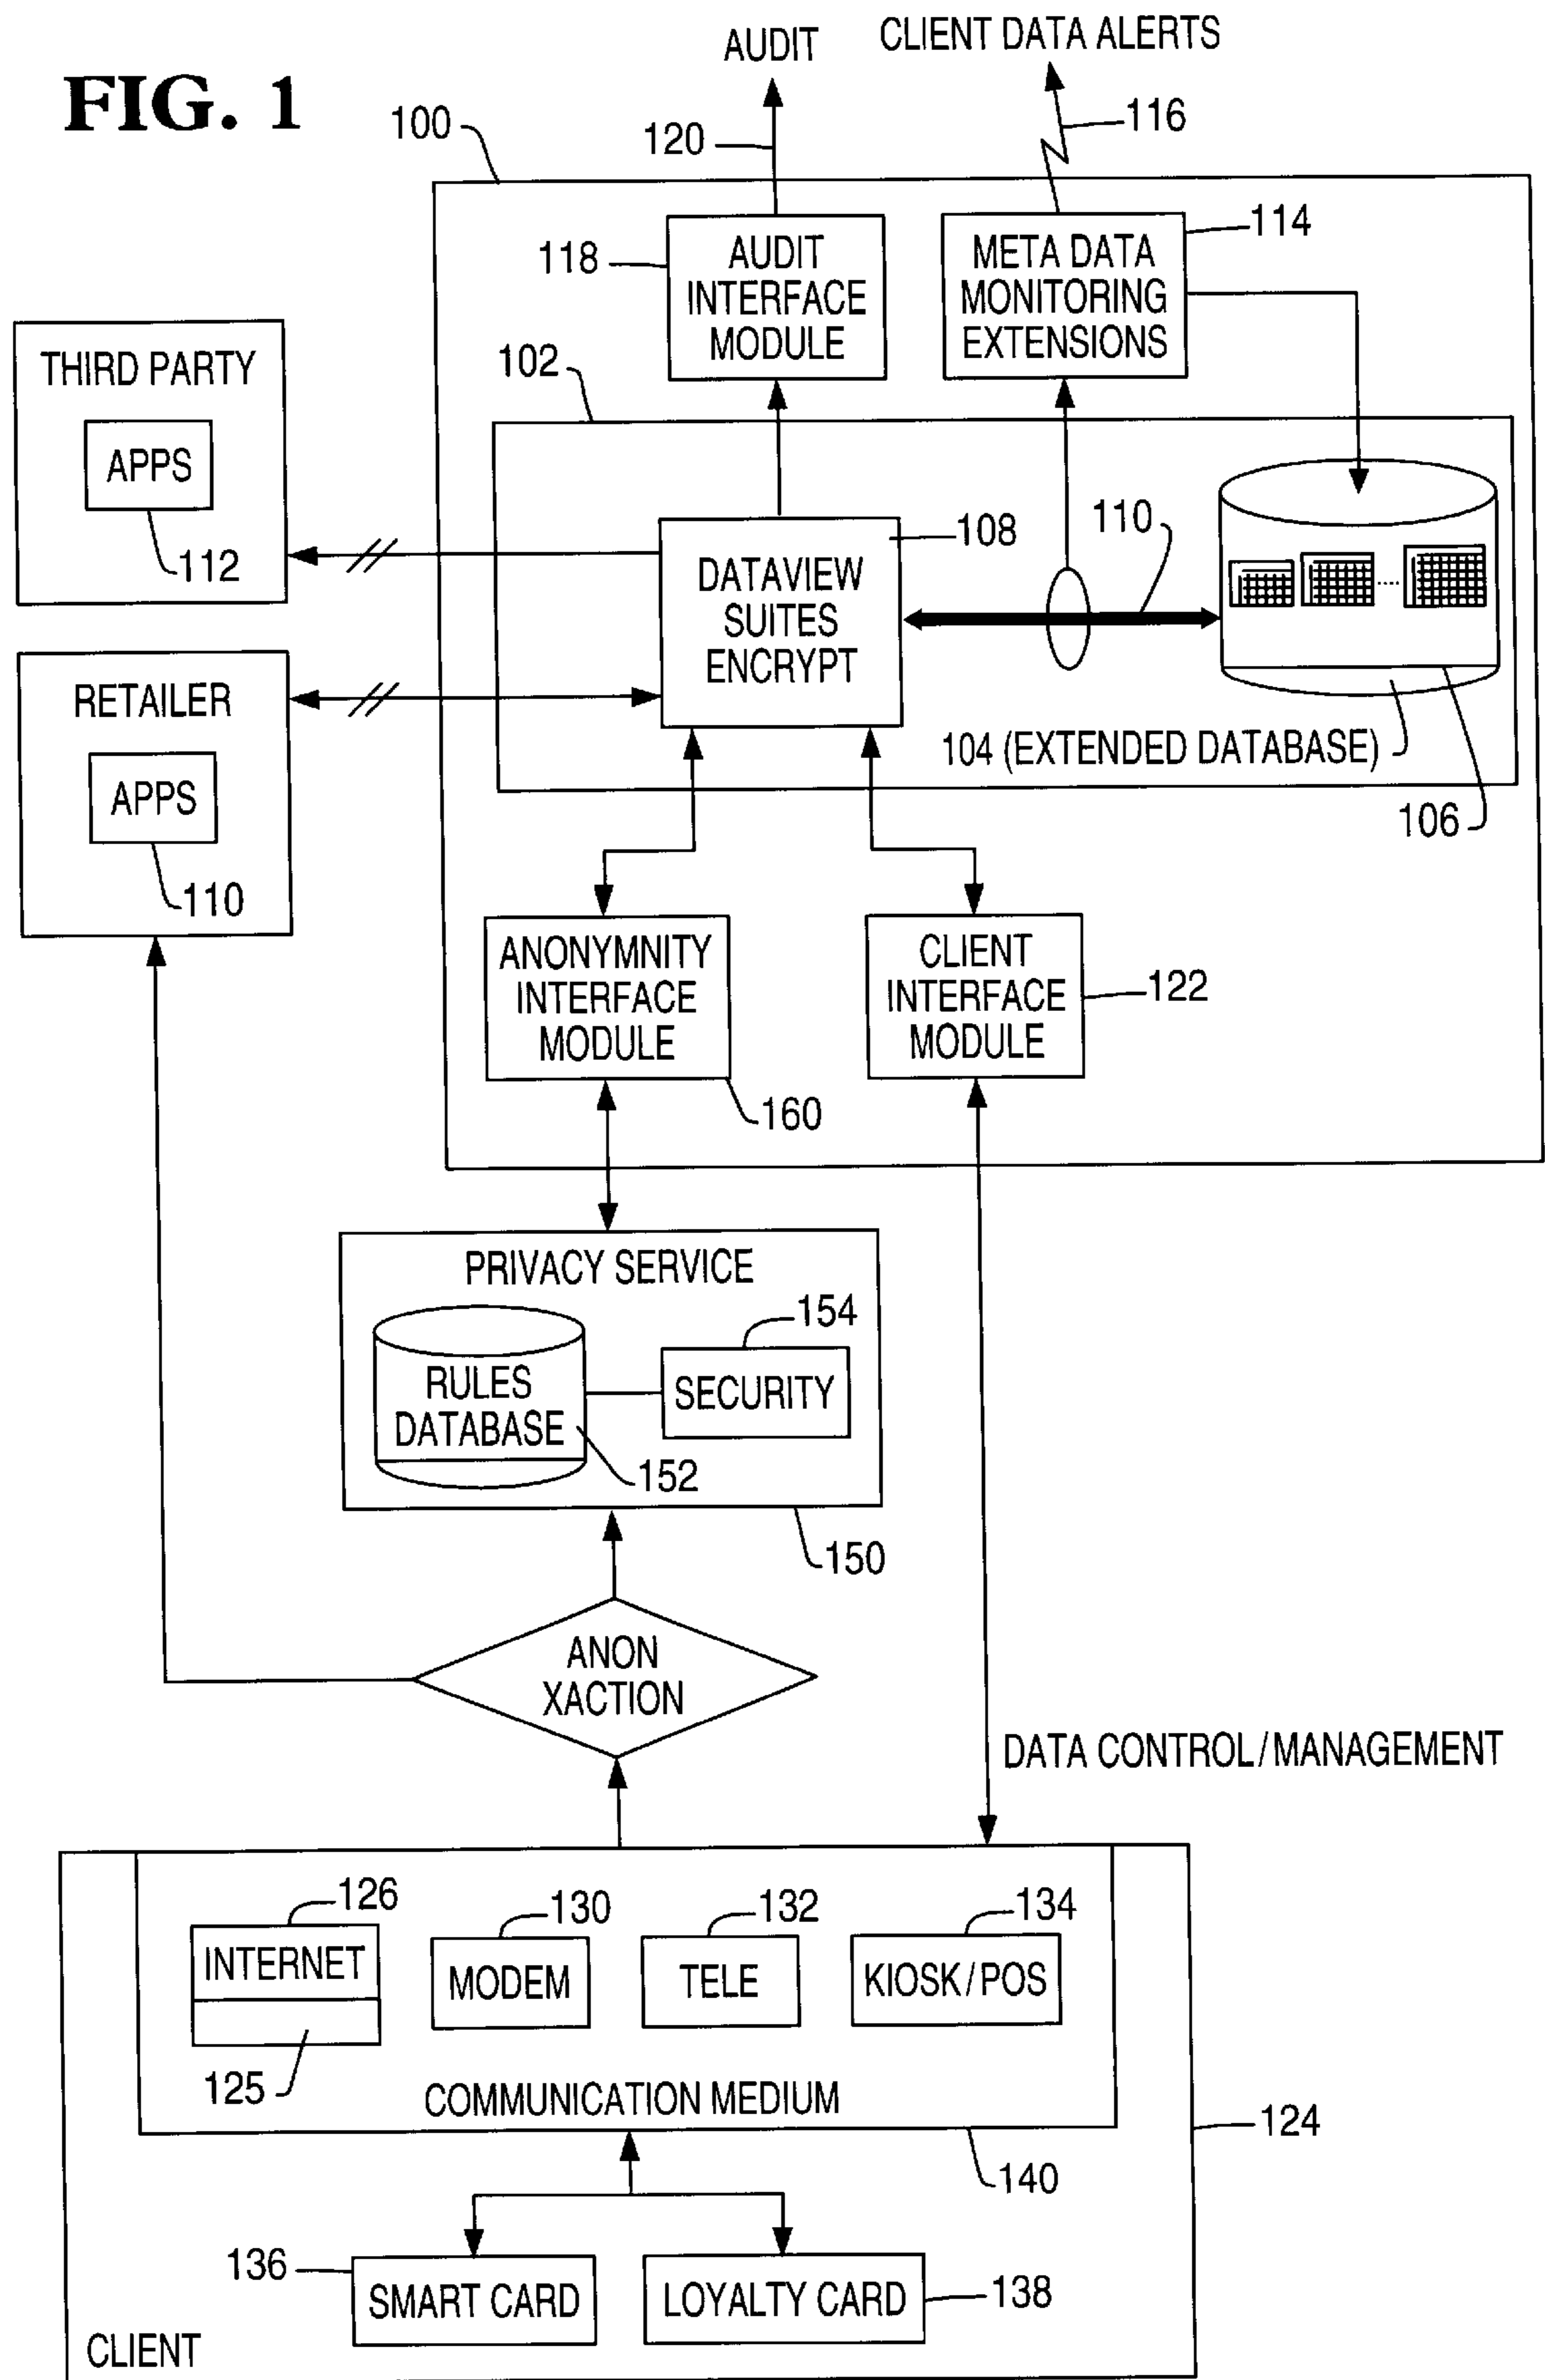 FIG. 1
AUDIT
CLIENT DATA ALERTS
100
120
116
118
AUDIT
INTERFACE
MODULE
META DATA
MONITORING
EXTENSIONS
114
THIRD PARTY
APPS
112
102
DATAVIEW
SUITES
ENCRYPT
108
110
104 (EXTENDED DATABASE)
106
RETAILER
APPS
110
ANONYMNITY
INTERFACE
MODULE
160
CLIENT
INTERFACE
MODULE
122
PRIVACY SERVICE
RULES
DATABASE
152
154
SECURITY
150
ANON
XACTION
DATA CONTROL/MANAGEMENT
126
INTERNET
125
130
MODEM
132
TELE
134
KIOSK/POS
COMMUNICATION MEDIUM
140
124
136
SMART CARD
LOYALTY CARD
138
CLIENT